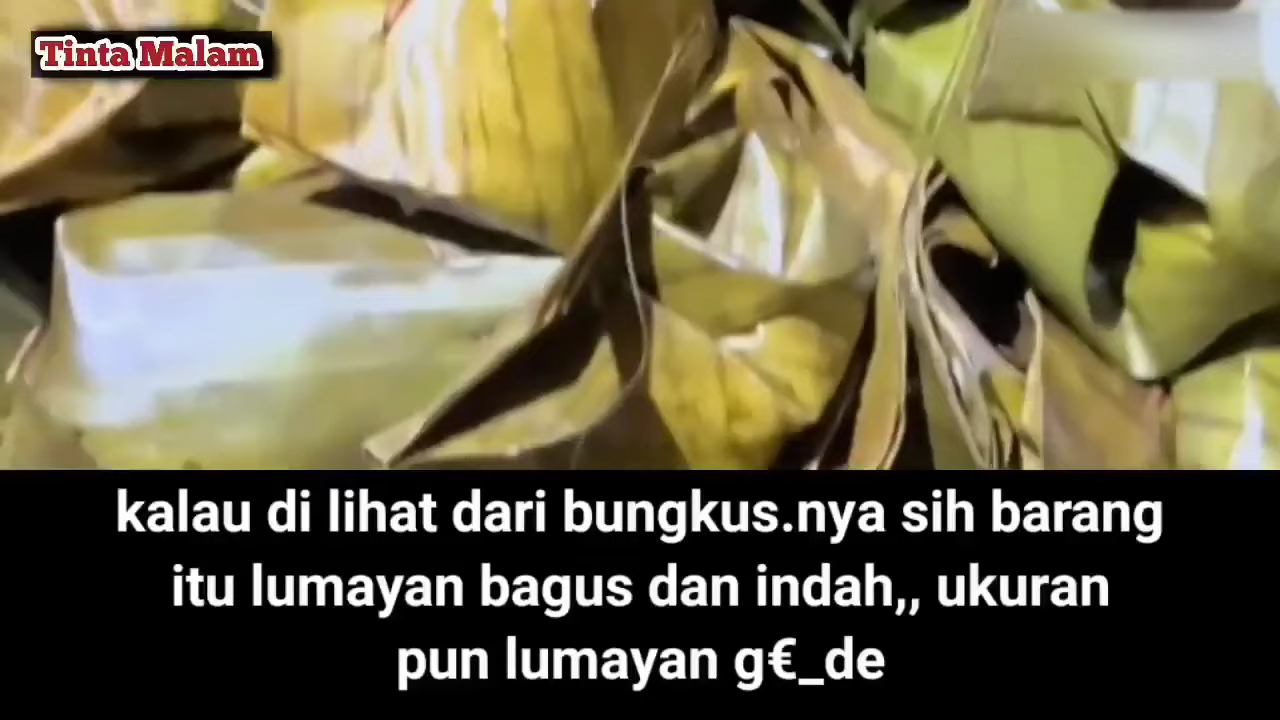 Tinta Malam
kalau di lihat dari bungkus.nya sih barang
itu lumayan bagus dan indah,, ukuran
pun lumayan g€_de